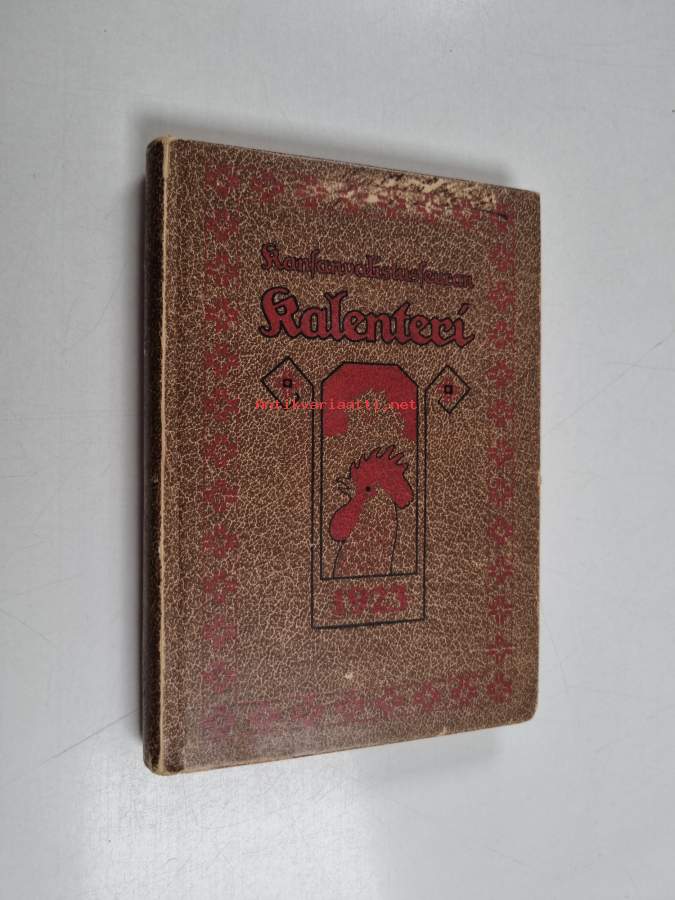 Kansanvalistusseuran
Kalenteri
Antikvariaatti.net
1923